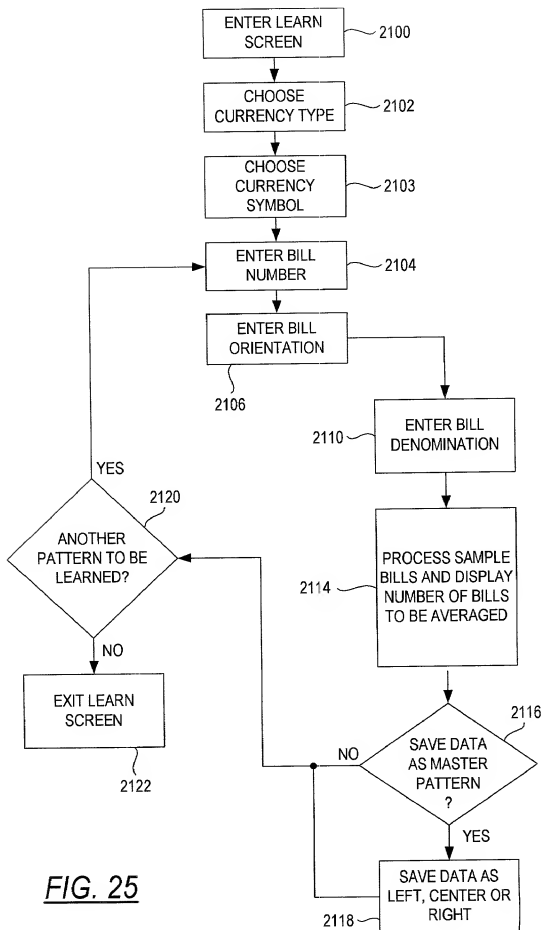 ENTER LEARN
SCREEN
2100
CHOOSE
CURRENCY TYPE
2102
CHOOSE
CURRENCY
SYMBOL
2103
ENTER BILL
NUMBER
2104
ENTER BILL
ORIENTATION
2106
ENTER BILL
DENOMINATION
2110
PROCESS SAMPLE
BILLS AND DISPLAY
NUMBER OF BILLS
TO BE AVERAGED
2114
SAVE DATA
AS MASTER
PATTERN
?
2116
NO
YES
SAVE DATA AS
LEFT, CENTER OR
RIGHT
2118
ANOTHER
PATTERN TO BE
LEARNED?
2120
YES
NO
EXIT LEARN
SCREEN
2122
FIG. 25